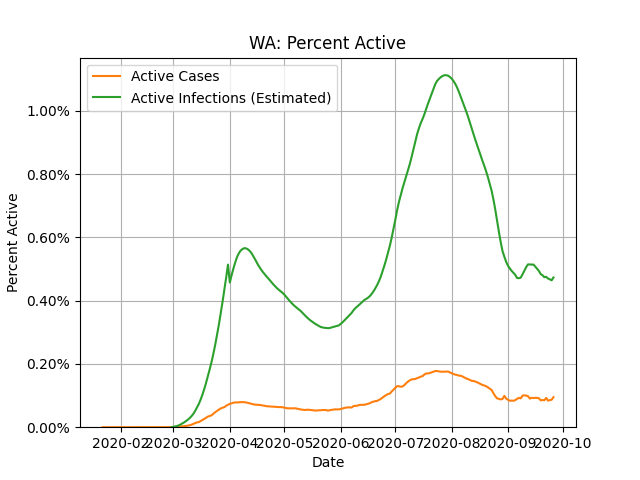 WA: Percent Active
Active Cases
Active Infections (Estimated)
1.00%
0.80%
0.60%
0.40%
0.20%
0.00%
Percent Active
2020-02 2020-03 2020-04 2020-05 2020-06 2020-07 2020-08 2020-09 2020-10
Date